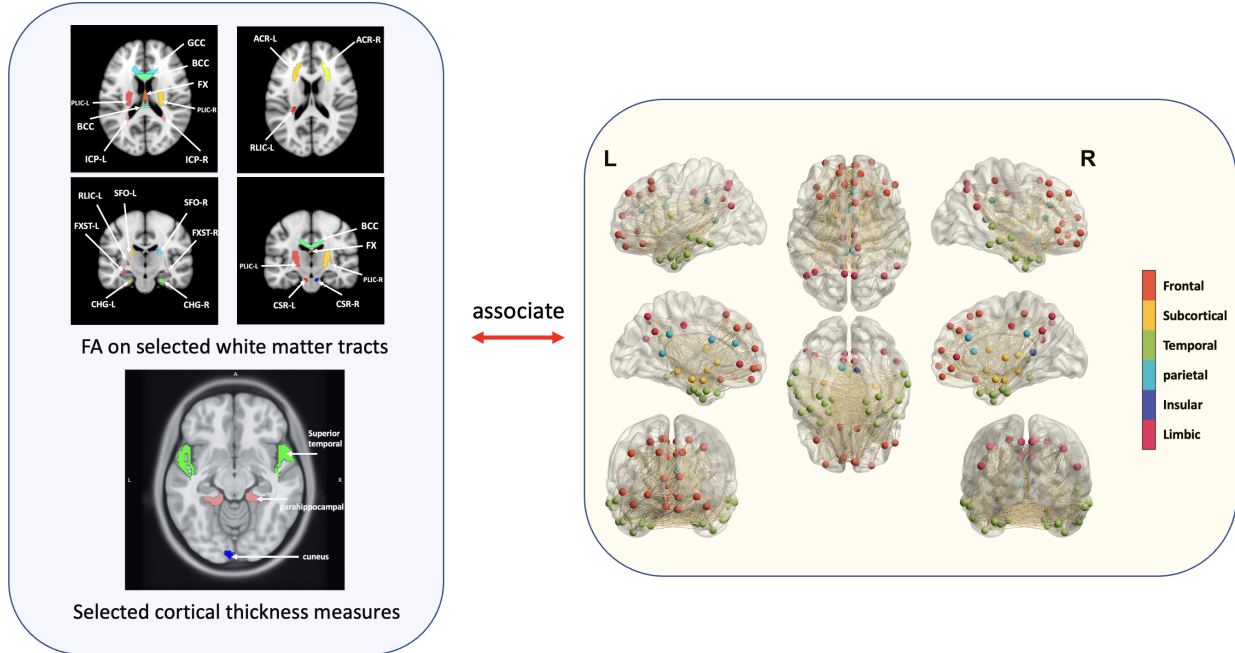 GCC
BCC
FX
PLIC-L
PLIC-R
BCC
ICP-L
ICP-R
ACR-L
ACR-R
RLIC-L
RLIC-L
SFO-L
SFO-R
FXST-L
FXST-R
CHG-L
CHG-R
BCC
FX
PLIC-L
PLIC-R
CSR-L
CSR-R
FA on selected white matter tracts
A
Superior
temporal
L
R
parahippocampal
cuneus
Selected cortical thickness measures
associate
L
R
Frontal
Subcortical
Temporal
parietal
Insular
Limbic